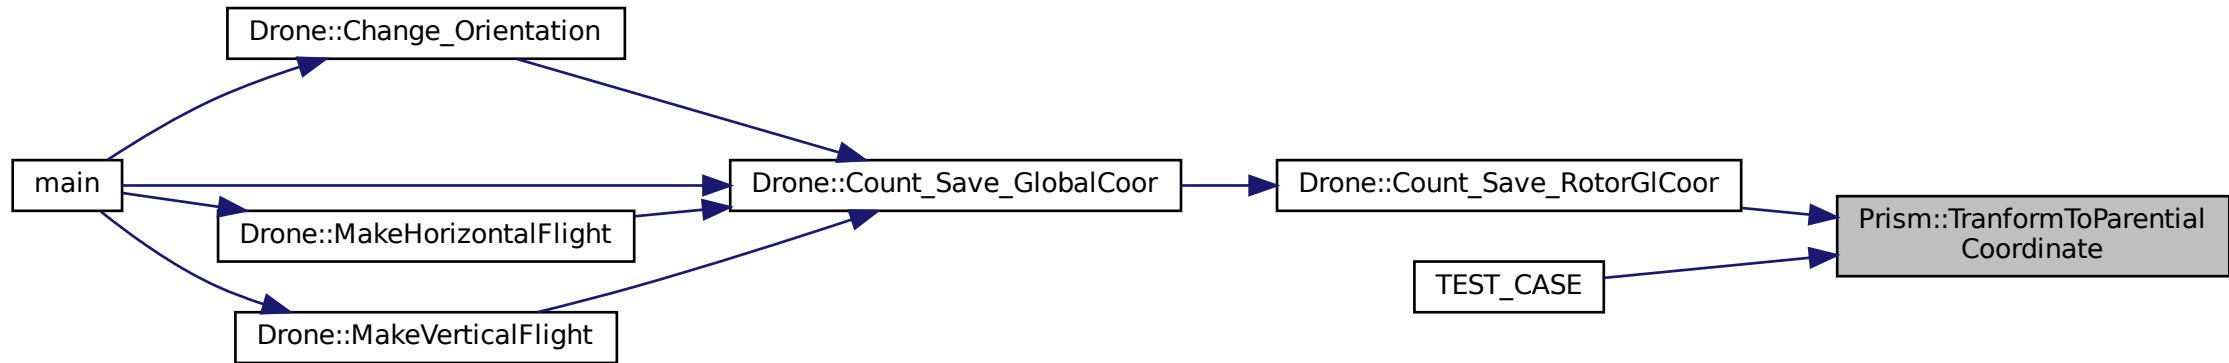 Drone::Change_Orientation
main
Drone::Count_Save_GlobalCoor
Drone::Count_Save_RotorGlCoor
Prism::TranformToParential
Coordinate
Drone::MakeHorizontalFlight
TEST_CASE
Drone::MakeVerticalFlight